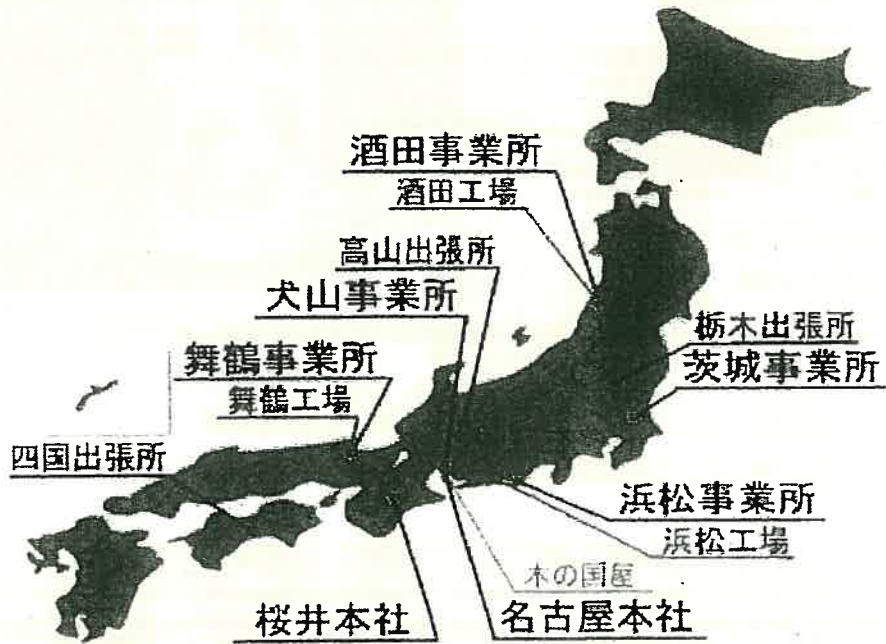 酒田事業所
酒田工場
高山出張所
犬山事業所
栃木出張所
舞鶴事業所
茨城事業所
舞鶴工場
四国出張所
浜松事業所
浜松工場
木の国屋
桜井本社
名古屋本社